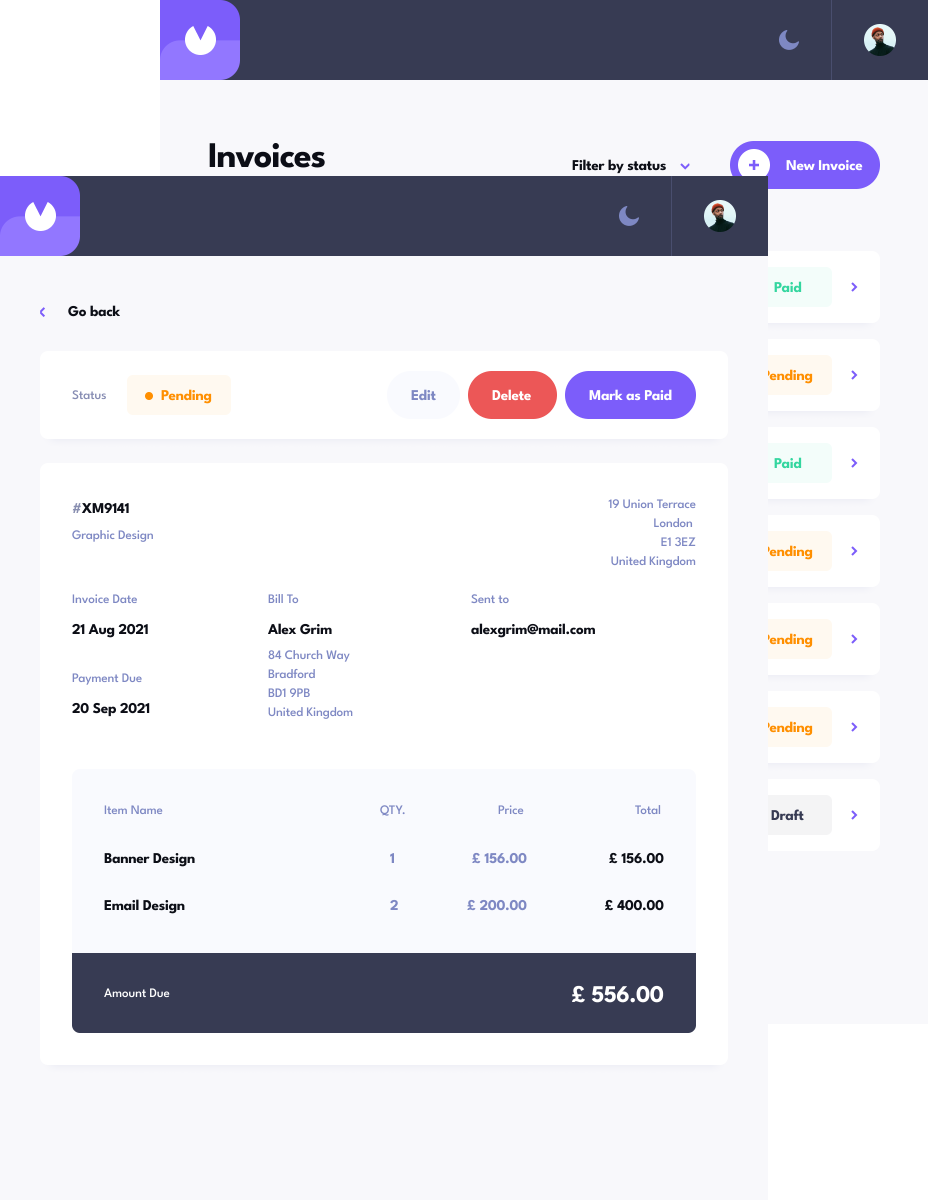 Invoices
Filter by status
+ New Invoice
Paid
Pending
Paid
Pending
Pending
Pending
Draft
Go back
Status
Pending
Edit
Delete
Mark as Paid
#XM9141
Graphic Design
19 Union Terrace
London
E1 3EZ
United Kingdom
Invoice Date
21 Aug 2021
Payment Due
20 Sep 2021
Bill To
Alex Grim
84 Church Way
Bradford
BD1 9PB
United Kingdom
Sent to
alexgrim@mail.com
Item Name QTY. Price Total
Banner Design 1 £ 156.00 £ 156.00
Email Design 2 £ 200.00 £ 400.00
Amount Due £ 556.00